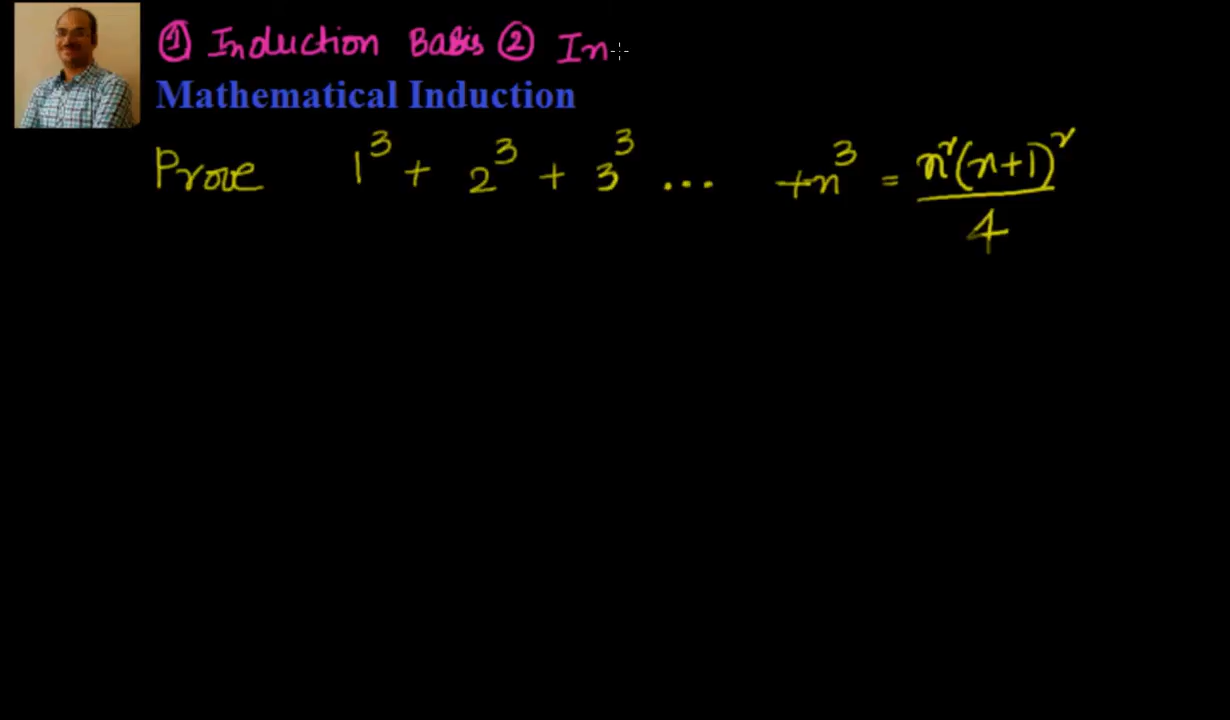 ① Induction Basis ② In
Mathematical Induction
Prove 1³ + 2³ + 3³ ... +n³ = n²(n+1)²/4